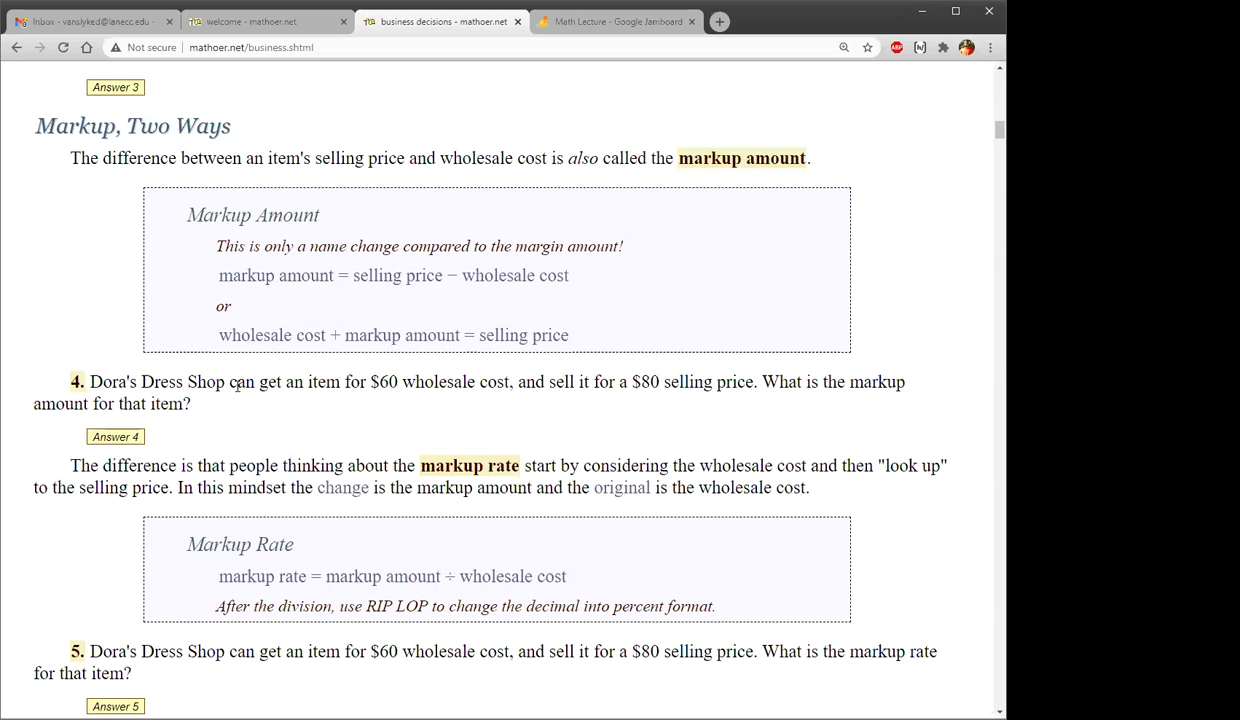 Inbox - vanslyked@lanecc.edu -
welcome - mathoer.net
business decisions - mathoer.net
Math Lecture - Google Jamboard
Not secure | mathoer.net/business.shtml
ABP
Answer 3
Markup, Two Ways
The difference between an item's selling price and wholesale cost is also called the markup amount.
Markup Amount
This is only a name change compared to the margin amount!
markup amount = selling price − wholesale cost
or
wholesale cost + markup amount = selling price
4. Dora's Dress Shop can get an item for $60 wholesale cost, and sell it for a $80 selling price. What is the markup
amount for that item?
Answer 4
The difference is that people thinking about the markup rate start by considering the wholesale cost and then "look up"
to the selling price. In this mindset the change is the markup amount and the original is the wholesale cost.
Markup Rate
markup rate = markup amount ÷ wholesale cost
After the division, use RIP LOP to change the decimal into percent format.
5. Dora's Dress Shop can get an item for $60 wholesale cost, and sell it for a $80 selling price. What is the markup rate
for that item?
Answer 5